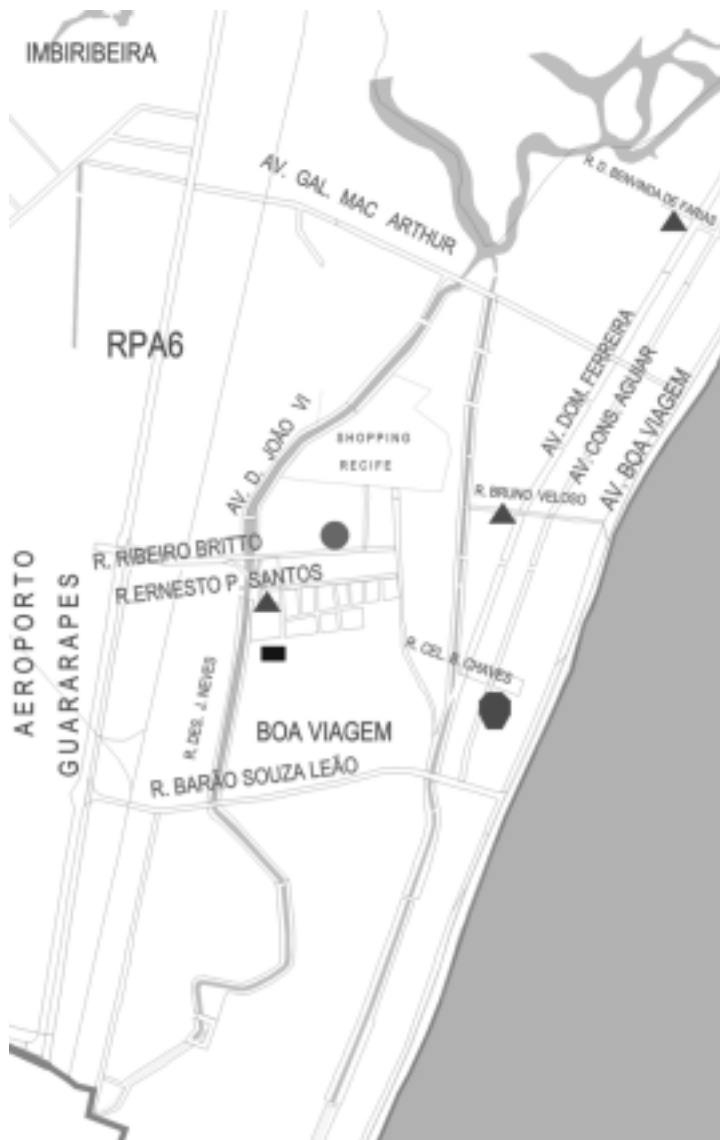 IMBIRIBEIRA
AV. GAL. MAC ARTHUR
R. D. BENVINDA DE FARIAS
RPA6
AV. DOM. FERREIRA
AV. CONS. AGUIAR
AV. BOA VIAGEM
AV. D. JOÃO VI
SHOPPING
RECIFE
R. BRUNO VELOSO
R. RIBEIRO BRITTO
R.ERNESTO P. SANTOS
AEROPORTO
GUARARAPES
R. CEL. B. CHAVES
R. DES. J. NEVES
BOA VIAGEM
R. BARÃO SOUZA LEÃO